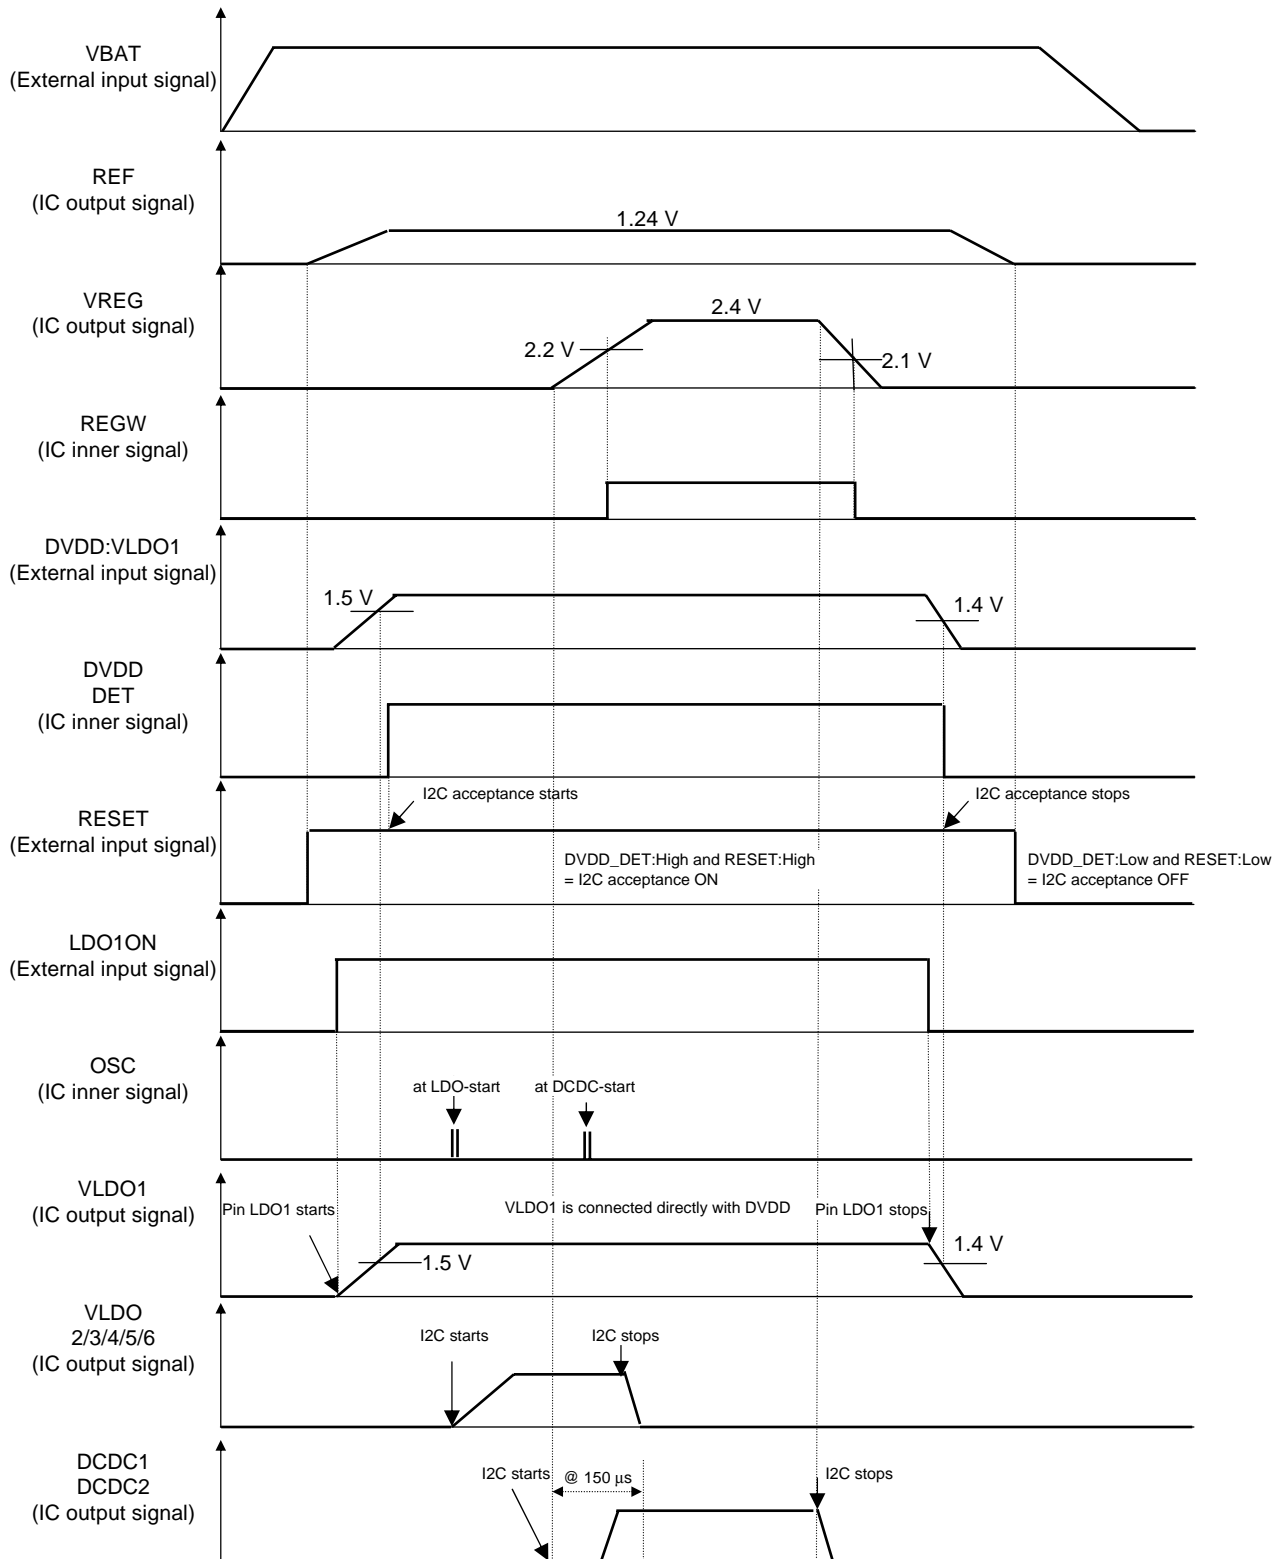 VBAT
(External input signal)
REF
(IC output signal)
1.24 V
VREG
(IC output signal)
2.4 V
2.2 V
2.1 V
REGW
(IC inner signal)
DVDD:VLDO1
(External input signal)
1.5 V
1.4 V
DVDD
DET
(IC inner signal)
I2C acceptance starts
I2C acceptance stops
RESET
(External input signal)
DVDD_DET:High and RESET:High
= I2C acceptance ON
DVDD_DET:Low and RESET:Low
= I2C acceptance OFF
LDO1ON
(External input signal)
OSC
(IC inner signal)
at LDO-start
at DCDC-start
VLDO1
(IC output signal)
Pin LDO1 starts
VLDO1 is connected directly with DVDD
Pin LDO1 stops
1.5 V
1.4 V
VLDO
2/3/4/5/6
(IC output signal)
I2C starts
I2C stops
DCDC1
DCDC2
(IC output signal)
I2C starts
@ 150 μs
I2C stops